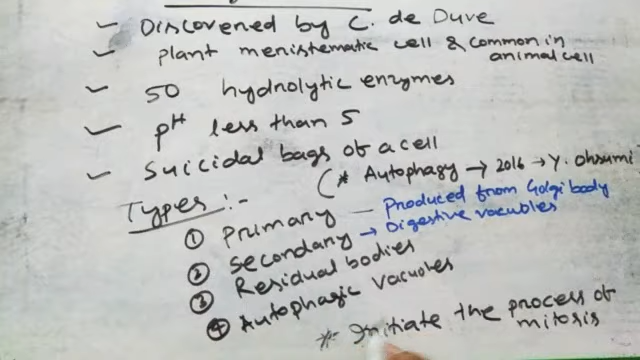 Discovered by C. de Duve
plant meristematic cell & common in
animal cell
50 hydrolytic enzymes
pH less than 5
Suicidal bags of a cell
(* Autophagy → 2016 → Y. Ohsumi
Types :-
① Primary — Produced from Golgi body
② Secondary → Digestive vacuoles
③ Residual bodies
④ Autophagic vacuoles
* Initiate the process of
mitosis